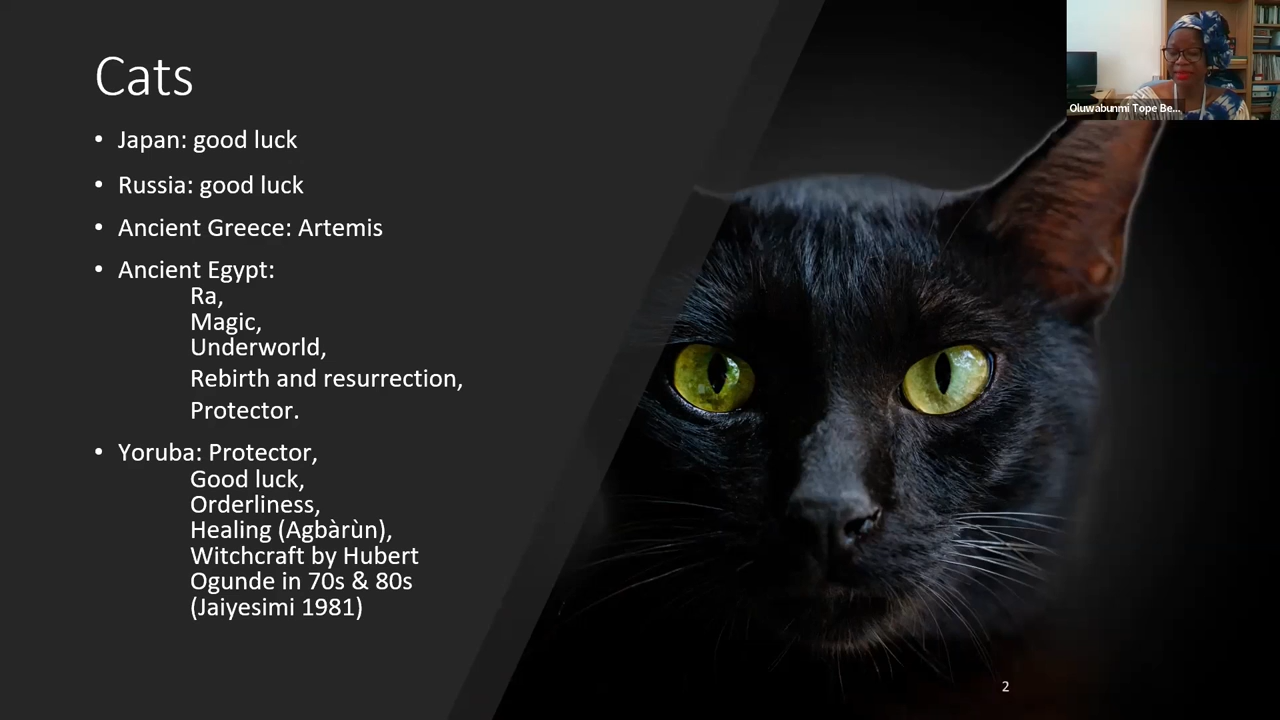 Cats
• Japan: good luck
• Russia: good luck
• Ancient Greece: Artemis
• Ancient Egypt:
Ra,
Magic,
Underworld,
Rebirth and resurrection,
Protector.
• Yoruba: Protector,
Good luck,
Orderliness,
Healing (Agbàrùn),
Witchcraft by Hubert
Ogunde in 70s & 80s
(Jaiyesimi 1981)
Oluwabunmi Tope Be...
2